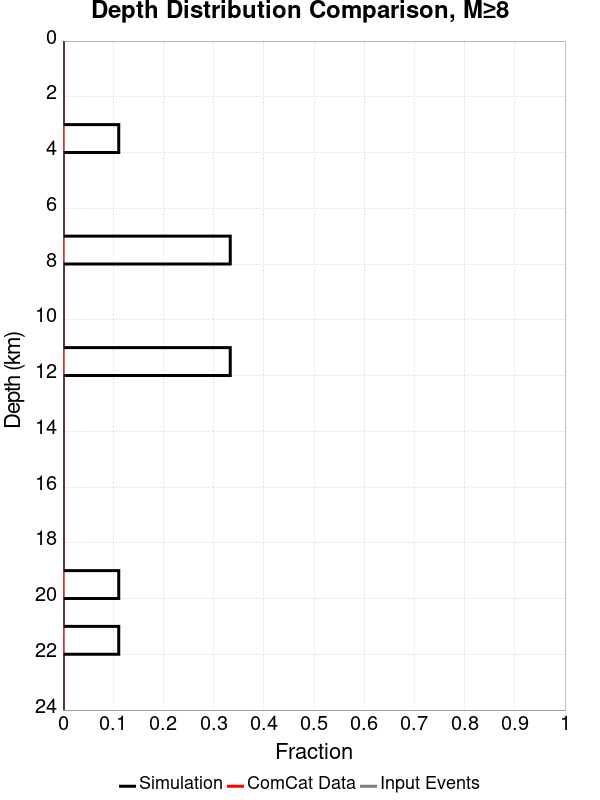 Depth Distribution Comparison, M≥8
0
2
4
6
8
10
12
14
16
18
20
22
24
Depth (km)
0 0.1 0.2 0.3 0.4 0.5 0.6 0.7 0.8 0.9 1
Fraction
Simulation ComCat Data Input Events